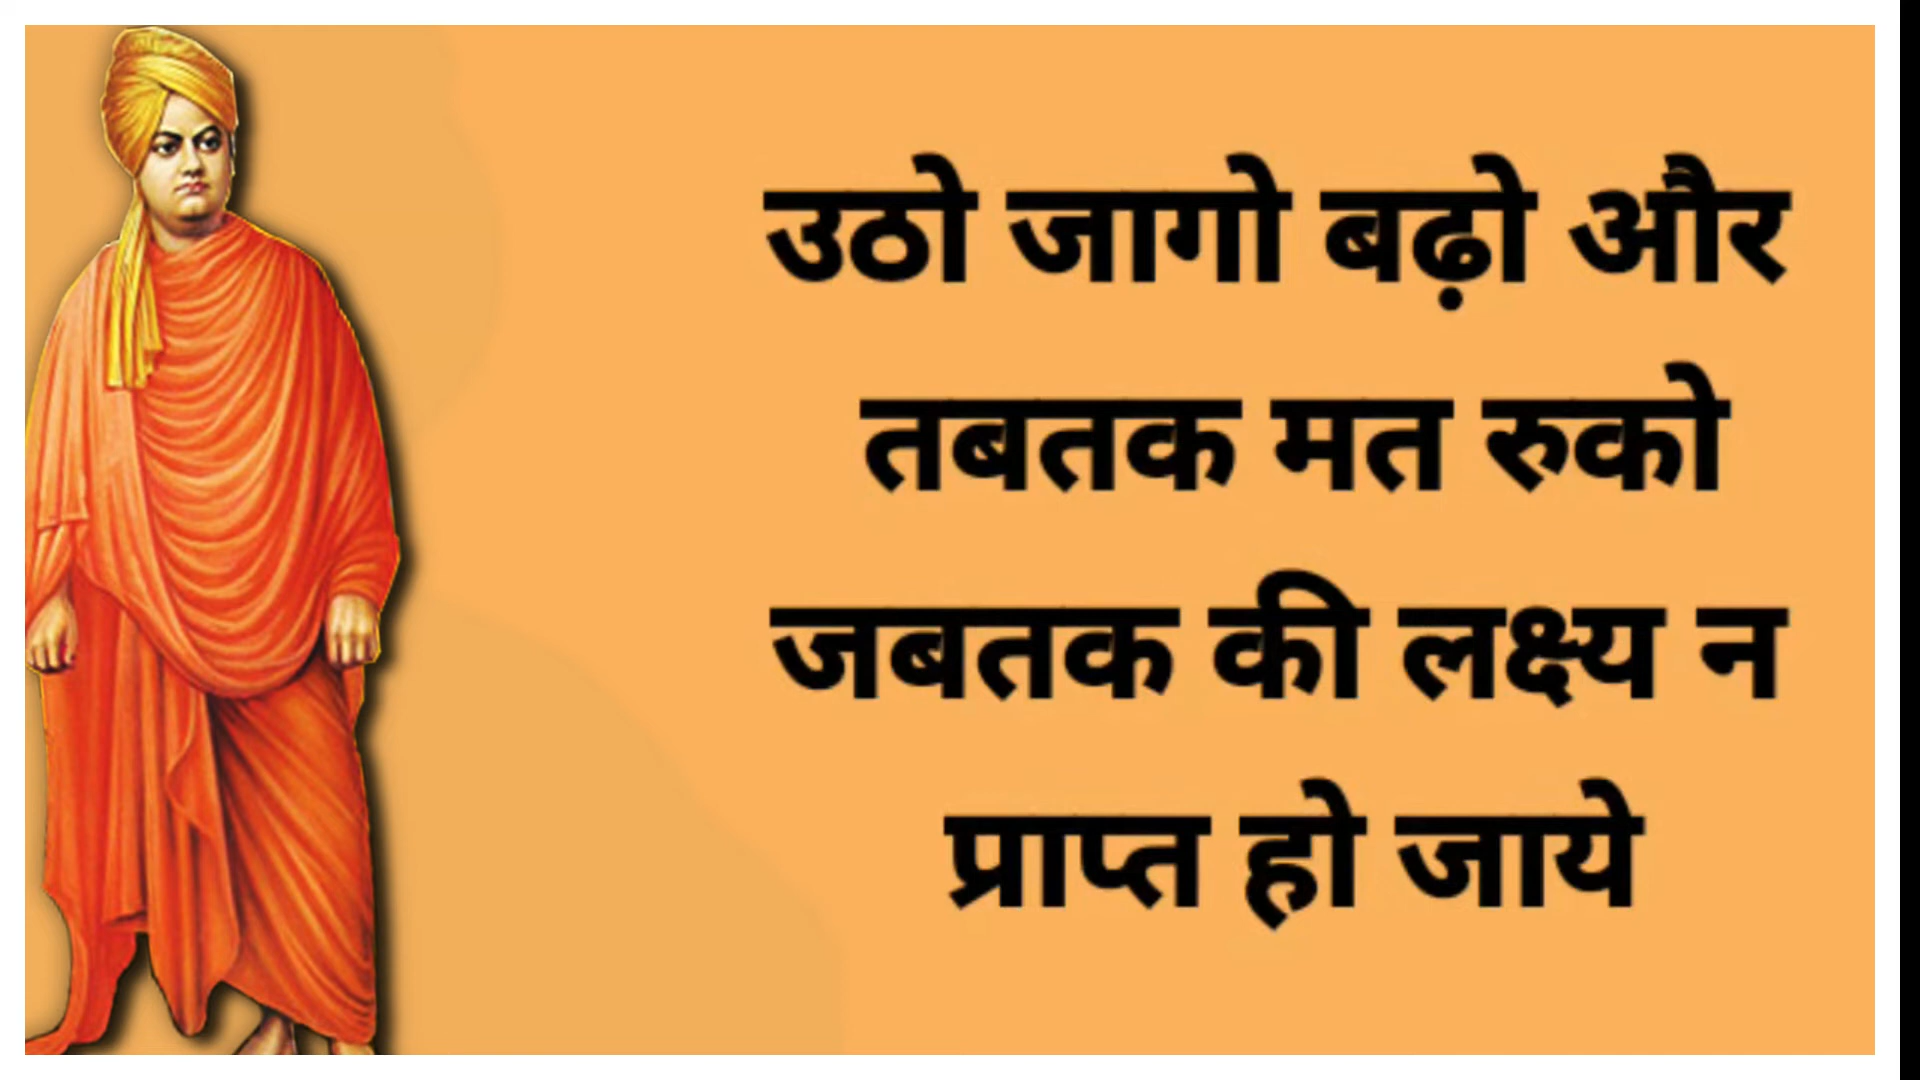 उठो जागो बढ़ो और
तबतक मत रुको
जबतक की लक्ष्य न
प्राप्त हो जाये